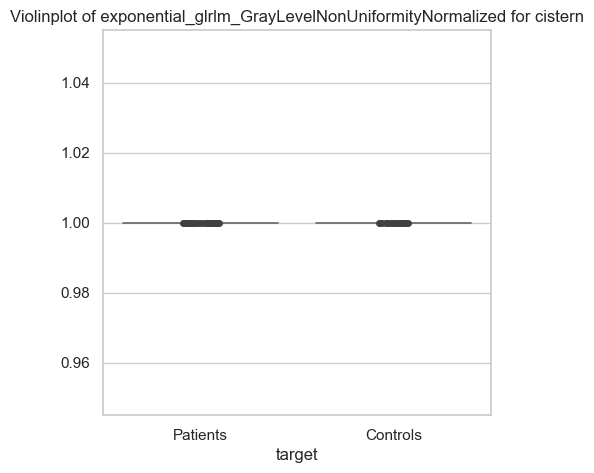 Violinplot of exponential_glrlm_GrayLevelNonUniformityNormalized for cistern
1.04
1.02
1.00
0.98
0.96
Patients
Controls
target